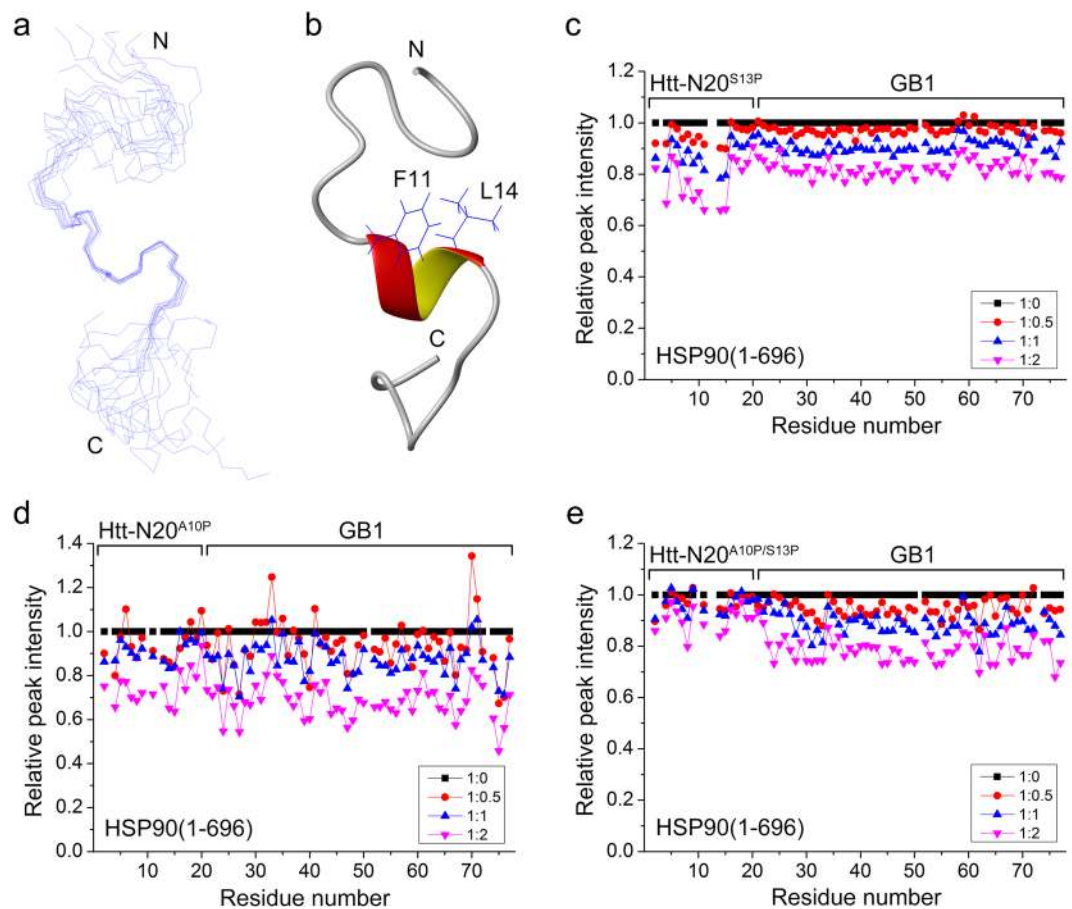 a
N
C
b
N
F11
L14
C
c
Htt-N20^S13P
GB1
Relative peak intensity
1.2
1.0
0.8
0.6
0.4
0.2
0.0
1:0
1:0.5
1:1
1:2
HSP90(1-696)
10 20 30 40 50 60 70
Residue number
d
Htt-N20^A10P
GB1
Relative peak intensity
1.4
1.2
1.0
0.8
0.6
0.4
0.2
0.0
1:0
1:0.5
1:1
1:2
HSP90(1-696)
10 20 30 40 50 60 70
Residue number
e
Htt-N20^A10P/S13P
GB1
Relative peak intensity
1.2
1.0
0.8
0.6
0.4
0.2
0.0
1:0
1:0.5
1:1
1:2
HSP90(1-696)
10 20 30 40 50 60 70
Residue number